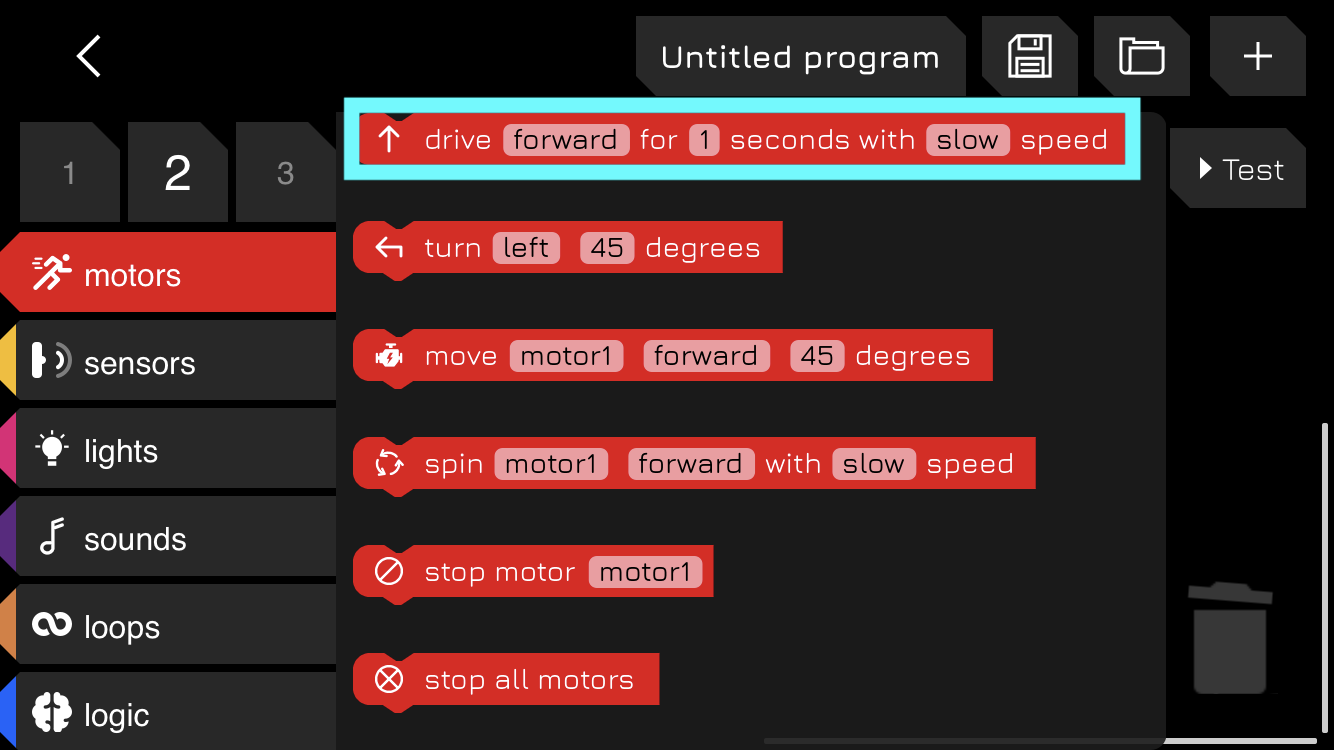 Untitled program
1 2 3
Test
motors
sensors
lights
sounds
loops
logic
drive forward for 1 seconds with slow speed
turn left 45 degrees
move motor1 forward 45 degrees
spin motor1 forward with slow speed
stop motor motor1
stop all motors